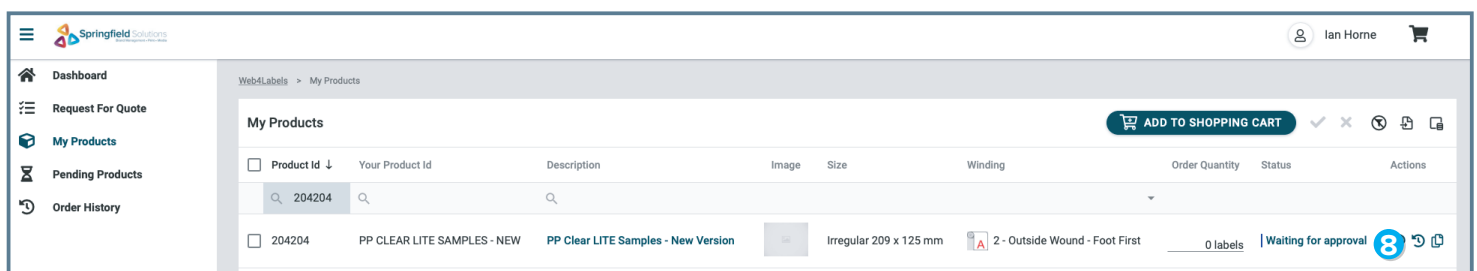 Springfield Solutions
Ian Horne
Dashboard
Request For Quote
My Products
Pending Products
Order History
Web4Labels > My Products
My Products
ADD TO SHOPPING CART
Product Id ↓ Your Product Id Description Image Size Winding Order Quantity Status Actions
204204
204204 PP CLEAR LITE SAMPLES - NEW PP Clear LITE Samples - New Version Irregular 209 x 125 mm A 2 - Outside Wound - Foot First 0 labels Waiting for approval 8